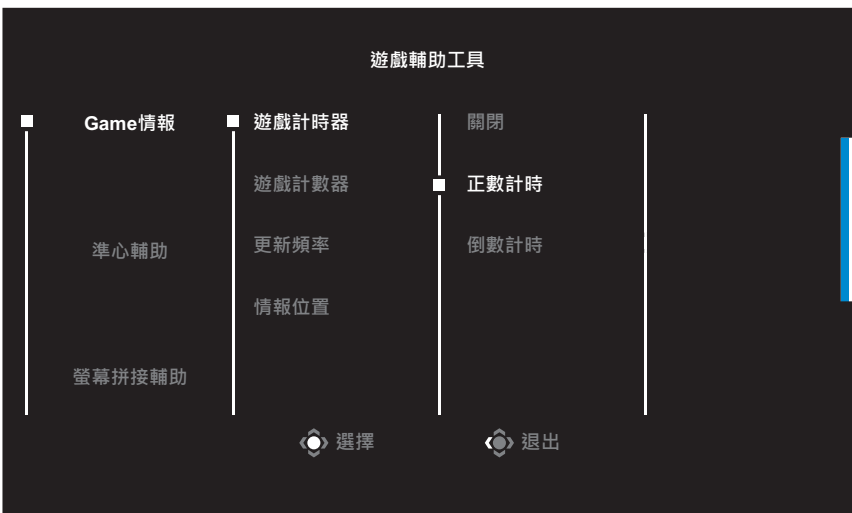 遊戲輔助工具
Game情報
遊戲計時器
關閉
遊戲計數器
正數計時
準心輔助
更新頻率
倒數計時
情報位置
螢幕拼接輔助
選擇
退出